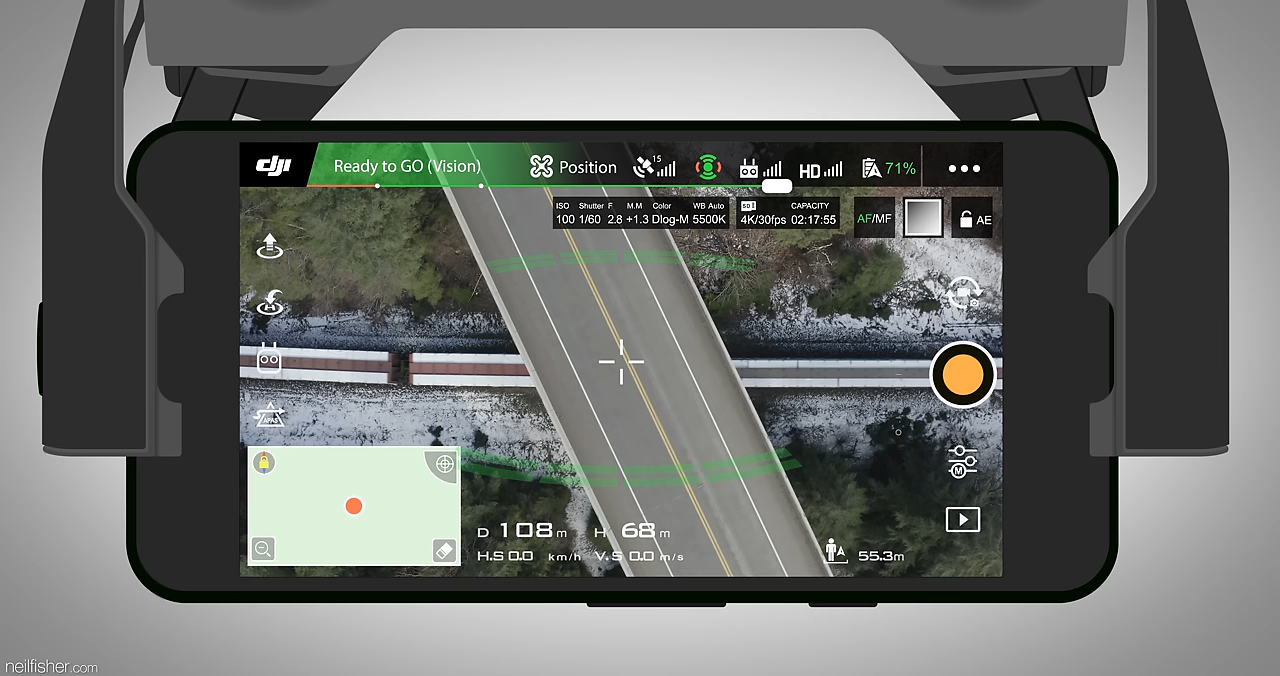 dji Ready to GO (Vision) Position 15 HD 71%
ISO Shutter F M.M Color WB Auto SD CAPACITY
100 1/60 2.8 +1.3 Dlog-M 5500K 4K/30fps 02:17:55 AF/MF AE
H
APAS
M
D 108 m H 68 m
H.S 0.0 km/h V.S 0.0 m/s 55.3m
neilfisher.com